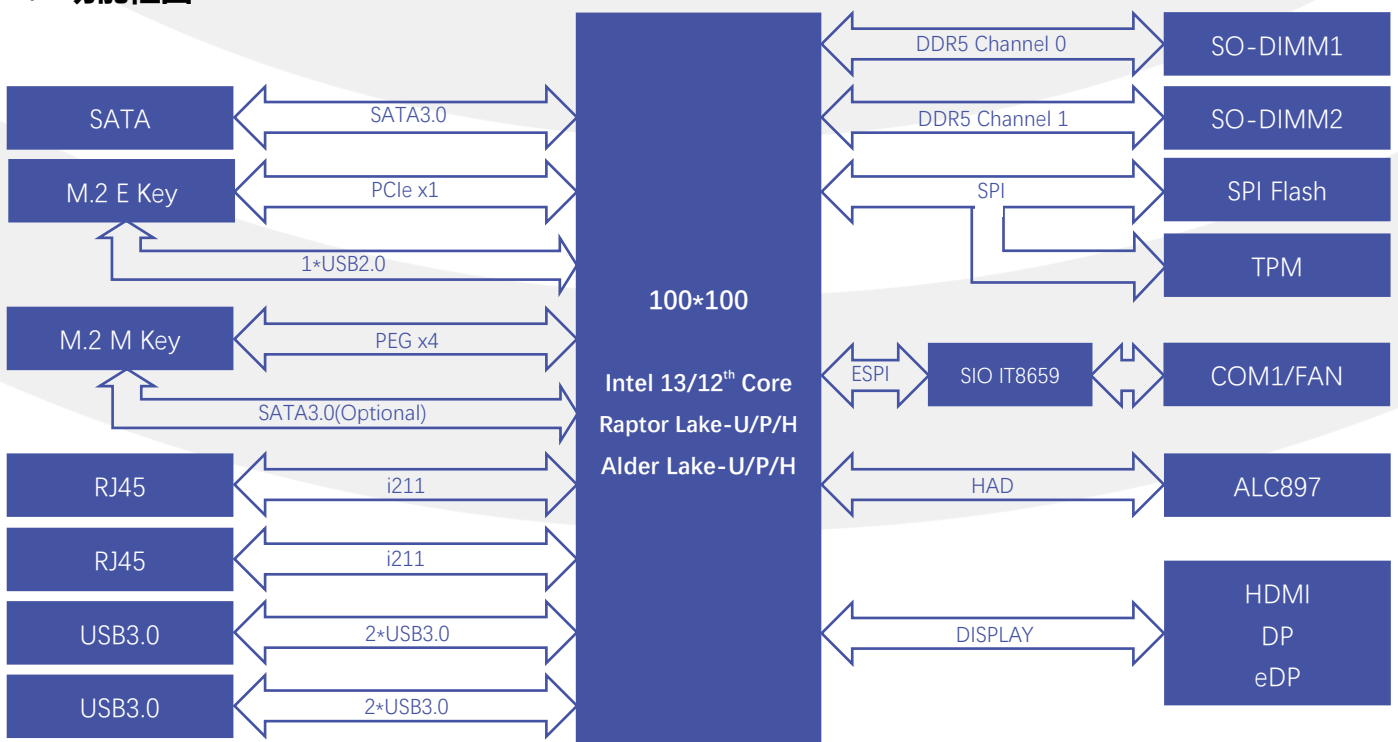 DDR5 Channel 0
SO-DIMM1
SATA
SATA3.0
DDR5 Channel 1
SO-DIMM2
M.2 E Key
PCIe x1
SPI
SPI Flash
1*USB2.0
TPM
100*100
M.2 M Key
PEG x4
Intel 13/12th Core
ESPI
SIO IT8659
COM1/FAN
SATA3.0(Optional)
Raptor Lake-U/P/H
Alder Lake-U/P/H
RJ45
i211
HAD
ALC897
RJ45
i211
HDMI
USB3.0
2*USB3.0
DISPLAY
DP
eDP
USB3.0
2*USB3.0